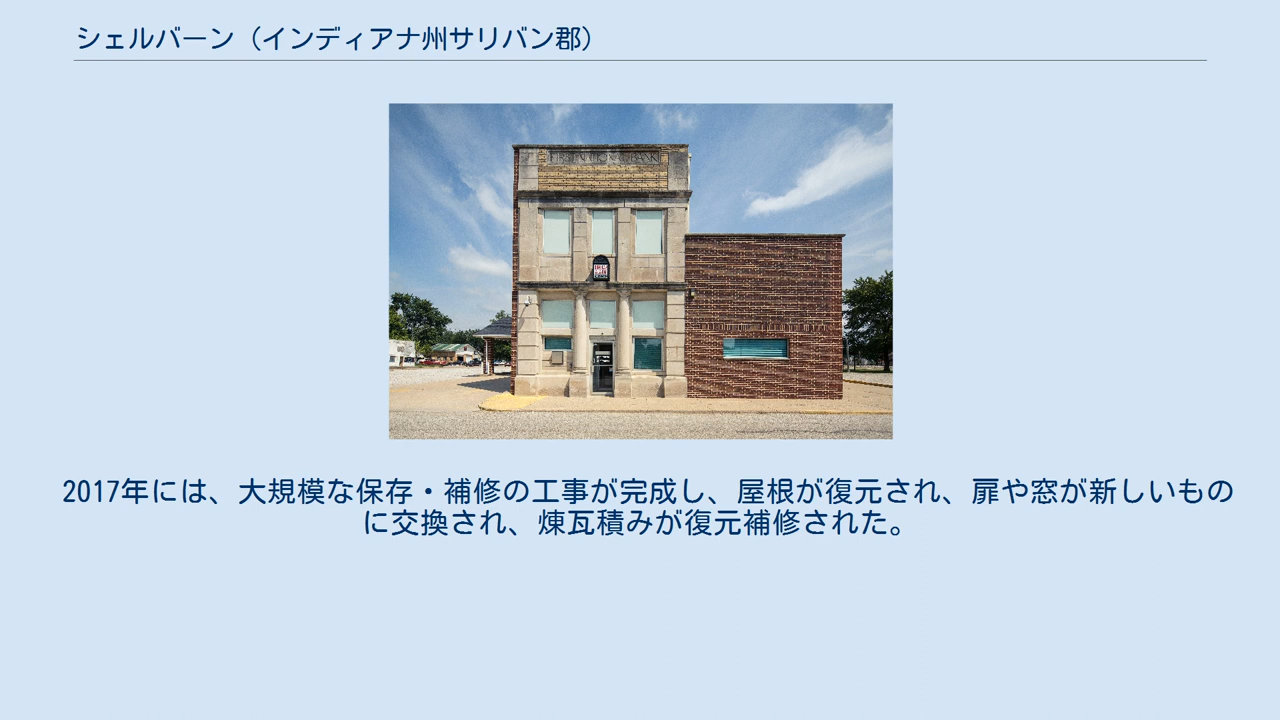 シェルバーン（インディアナ州サリバン郡）
FIRST NATIONAL BANK
2017年には、大規模な保存・補修の工事が完成し、屋根が復元され、扉や窓が新しいもの
に交換され、煉瓦積みが復元補修された。